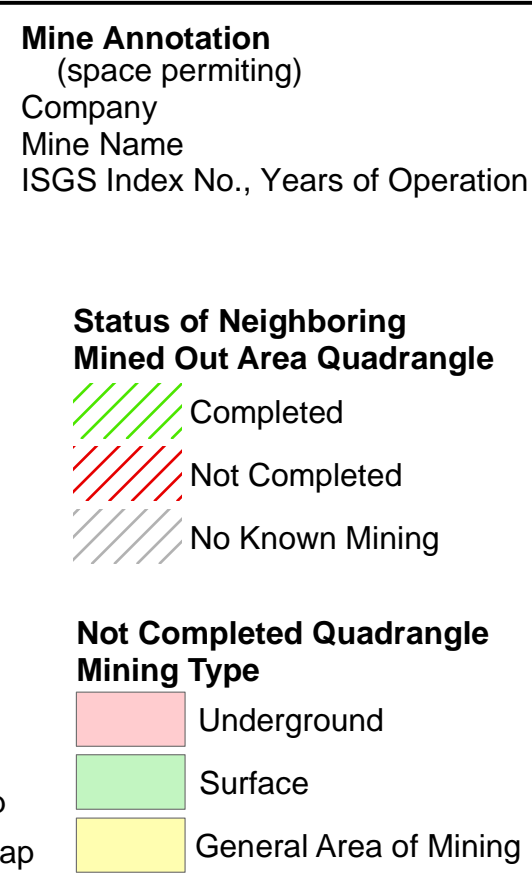 Mine Annotation
(space permiting)
Company
Mine Name
ISGS Index No., Years of Operation
Status of Neighboring
Mined Out Area Quadrangle
Completed
Not Completed
No Known Mining
Not Completed Quadrangle
Mining Type
Underground
Surface
General Area of Mining